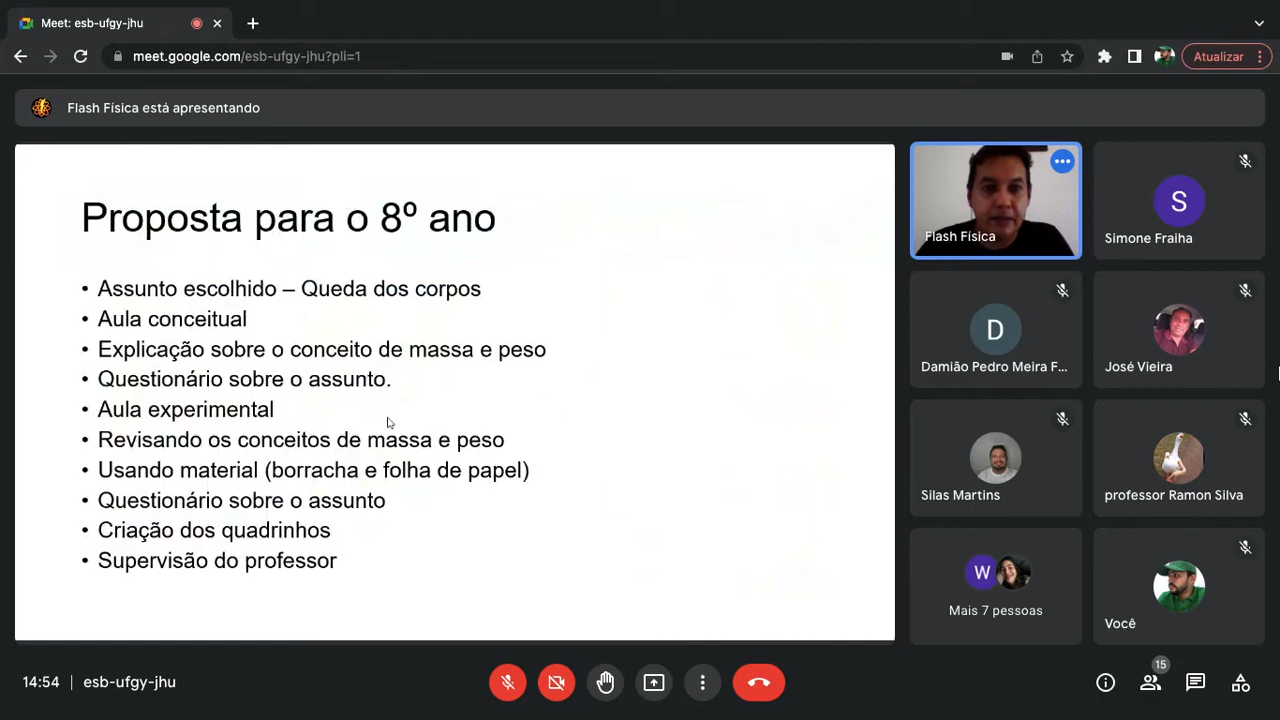 Meet: esb-ufgy-jhu
meet.google.com/esb-ufgy-jhu?pli=1
Atualizar
Flash Física está apresentando
Proposta para o 8º ano
• Assunto escolhido – Queda dos corpos
• Aula conceitual
• Explicação sobre o conceito de massa e peso
• Questionário sobre o assunto.
• Aula experimental
• Revisando os conceitos de massa e peso
• Usando material (borracha e folha de papel)
• Questionário sobre o assunto
• Criação dos quadrinhos
• Supervisão do professor
Flash Física
S
Simone Fraiha
D
Damião Pedro Meira F...
José Vieira
Silas Martins
professor Ramon Silva
W
Mais 7 pessoas
Você
14:54 | esb-ufgy-jhu
15